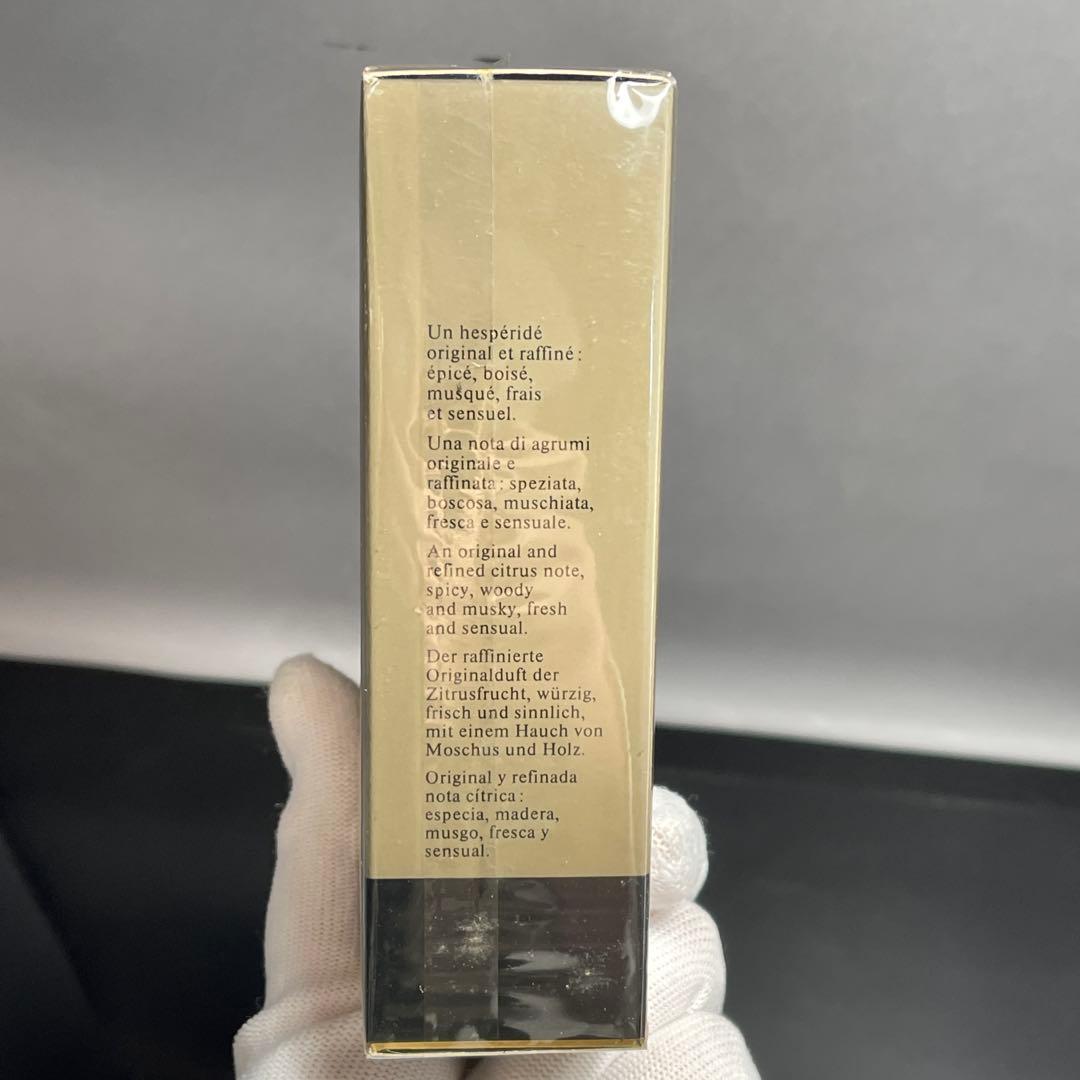 Un hespéridé
original et raffiné :
épicé, boisé,
musqué, frais
et sensuel.
Una nota di agrumi
originale e
raffinata : speziata,
boscosa, muschiata,
fresca e sensuale.
An original and
refined citrus note,
spicy, woody
and musky, fresh
and sensual.
Der raffinierte
Originalduft der
Zitrusfrucht, würzig,
frisch und sinnlich,
mit einem Hauch von
Moschus und Holz.
Original y refinada
nota cítrica :
especia, madera,
musgo, fresca y
sensual.